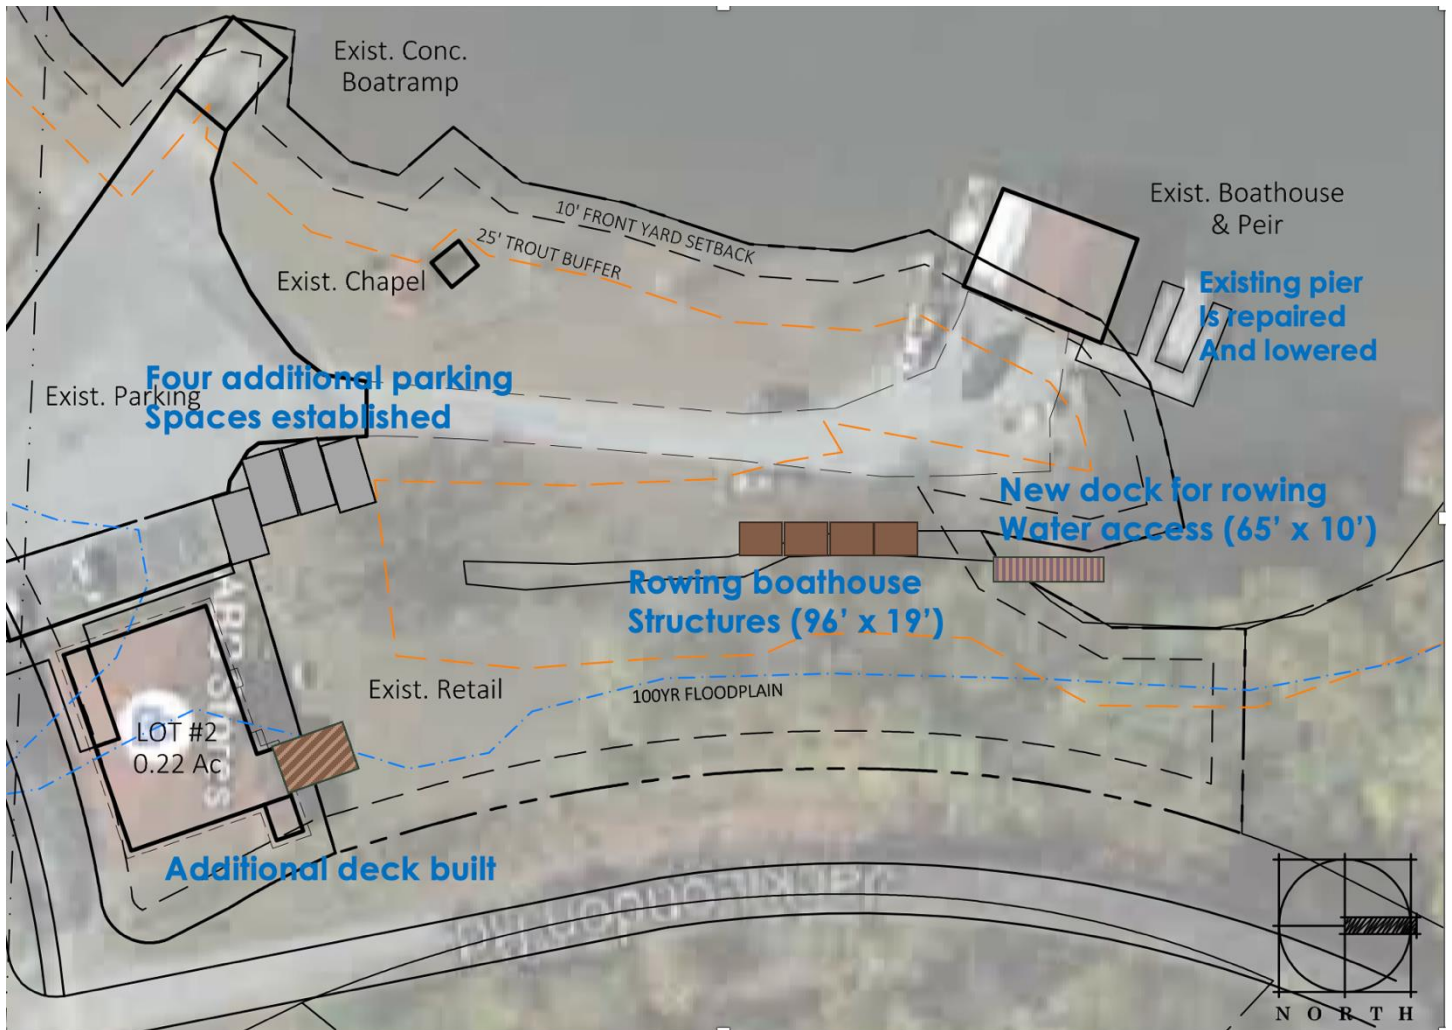 Exist. Conc.
Boatramp
10' FRONT YARD SETBACK
25' TROUT BUFFER
Exist. Chapel
Exist. Boathouse
& Peir
Existing pier
Is repaired
And lowered
Four additional parking
Exist. Parking
Spaces established
New dock for rowing
Water access (65' x 10')
Rowing boathouse
Structures (96' x 19')
Exist. Retail
100YR FLOODPLAIN
LOT #2
0.22 Ac
Additional deck built
NORTH